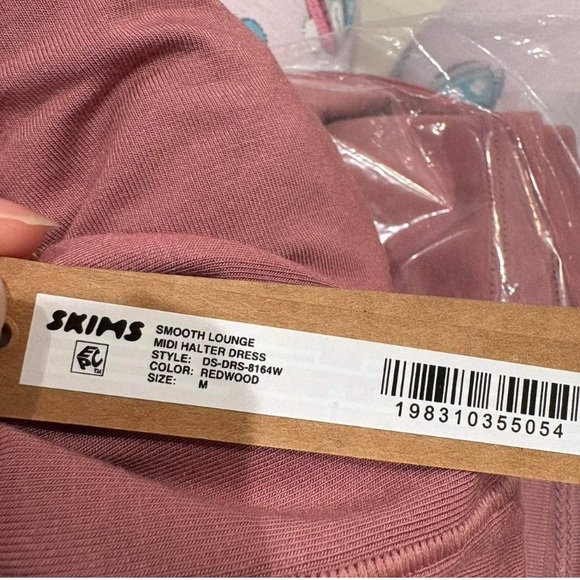 SKIMS
SMOOTH LOUNGE
MIDI HALTER DRESS
STYLE: DS-DRS-8164W
COLOR: REDWOOD
SIZE: M
198310355054